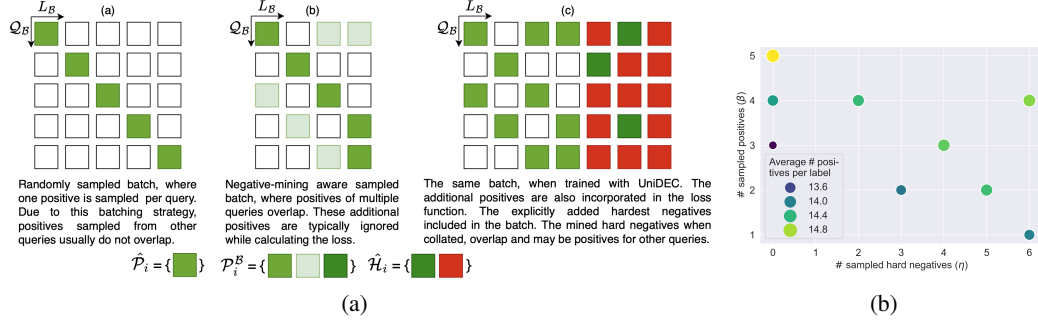 L_B (a)
Q_B
Randomly sampled batch, where
one positive is sampled per query.
Due to this batching strategy,
positives sampled from other
queries usually do not overlap.
L_B (b)
Q_B
Negative-mining aware sampled
batch, where positives of multiple
queries overlap. These additional
positives are typically ignored
while calculating the loss.
L_B (c)
Q_B
The same batch, when trained with UniDEC. The
additional positives are also incorporated in the loss
function. The explicitly added hardest negatives
included in the batch. The mined hard negatives when
collated, overlap and may be positives for other queries.
P̂_i = { } P_i^B = { } Ĥ_i = { }
(a)
# sampled positives (β)
5
4
3
2
1
Average # posi-
tives per label
13.6
14.0
14.4
14.8
0 1 2 3 4 5 6
# sampled hard negatives (η)
(b)